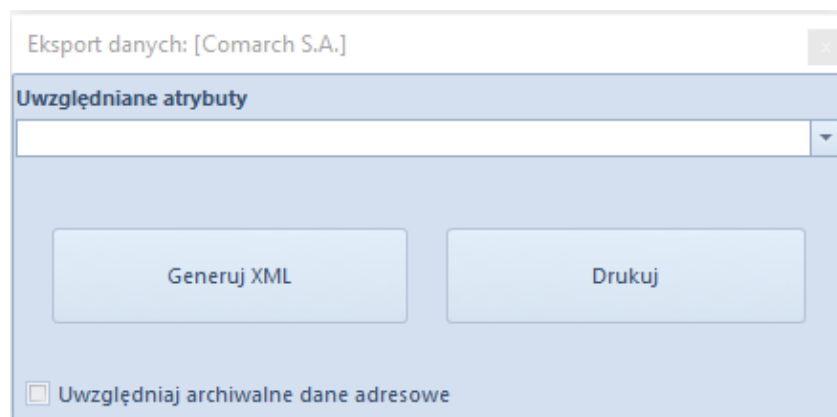 Eksport danych: [Comarch S.A.]
Uwzględniane atrybuty
Generuj XML
Drukuj
Uwzględniaj archiwalne dane adresowe